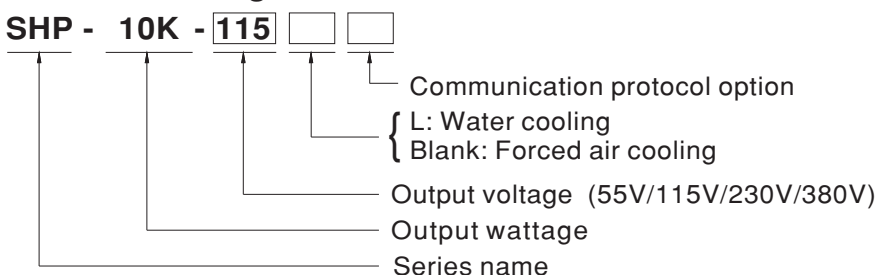 SHP - 10K - 115
Communication protocol option
L: Water cooling
Blank: Forced air cooling
Output voltage (55V/115V/230V/380V)
Output wattage
Series name